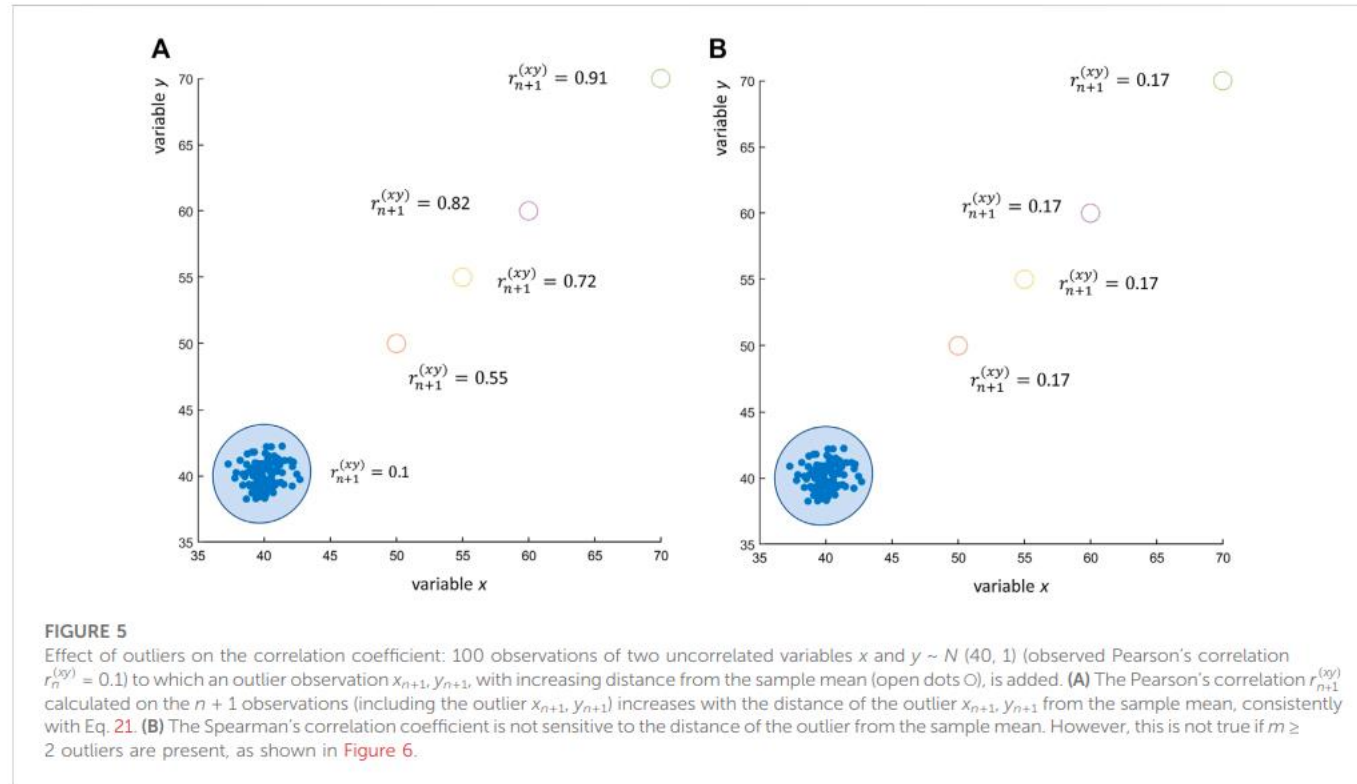 A
variable y
70
65
60
55
50
45
40
35
r_{n+1}^{(xy)} = 0.91
r_{n+1}^{(xy)} = 0.82
r_{n+1}^{(xy)} = 0.72
r_{n+1}^{(xy)} = 0.55
r_{n+1}^{(xy)} = 0.1
35 40 50 55 60 65 70
variable x
B
variable y
70
65
60
55
50
45
40
35
r_{n+1}^{(xy)} = 0.17
r_{n+1}^{(xy)} = 0.17
r_{n+1}^{(xy)} = 0.17
r_{n+1}^{(xy)} = 0.17
35 40 50 55 60 65 70
variable x
FIGURE 5
Effect of outliers on the correlation coefficient: 100 observations of two uncorrelated variables x and y ~ N (40, 1) (observed Pearson's correlation
r_n^{(xy)} = 0.1) to which an outlier observation x_{n+1}, y_{n+1}, with increasing distance from the sample mean (open dots O), is added. (A) The Pearson's correlation r_{n+1}^{(xy)}
calculated on the n + 1 observations (including the outlier x_{n+1}, y_{n+1}) increases with the distance of the outlier x_{n+1}, y_{n+1} from the sample mean, consistently
with Eq. 21. (B) The Spearman's correlation coefficient is not sensitive to the distance of the outlier from the sample mean. However, this is not true if m ≥
2 outliers are present, as shown in Figure 6.